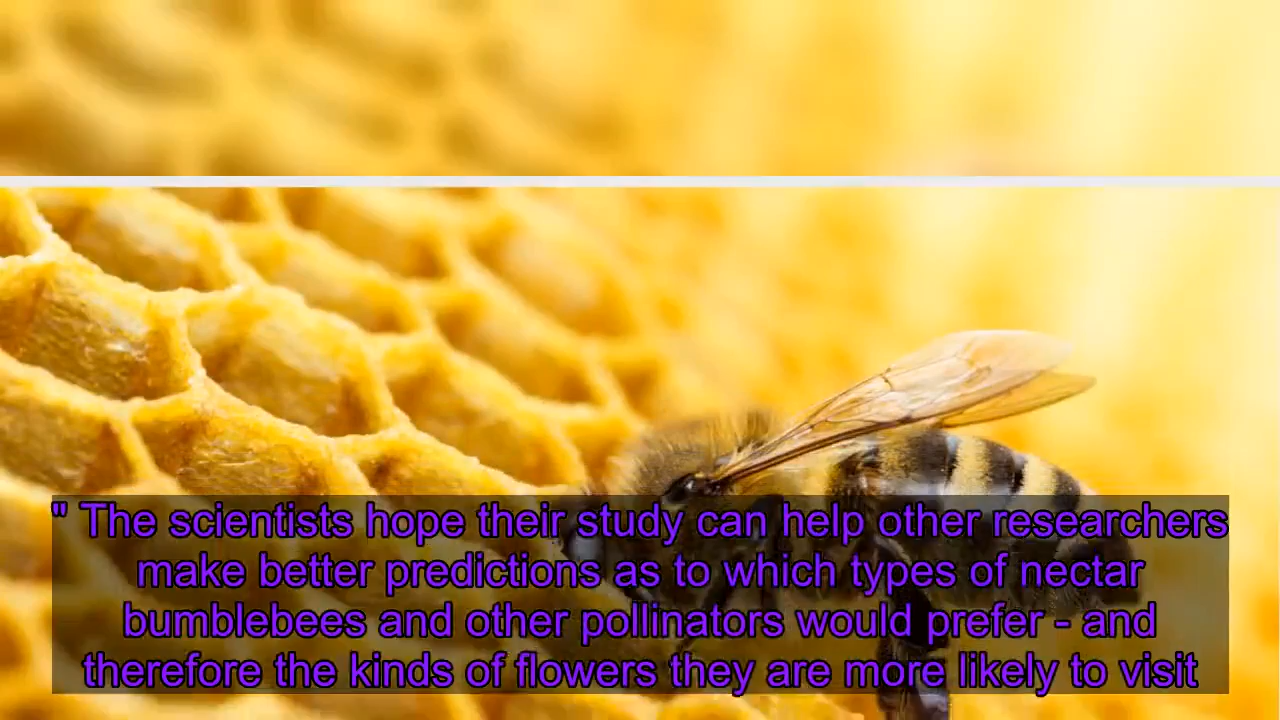 " The scientists hope their study can help other researchers
make better predictions as to which types of nectar
bumblebees and other pollinators would prefer - and
therefore the kinds of flowers they are more likely to visit